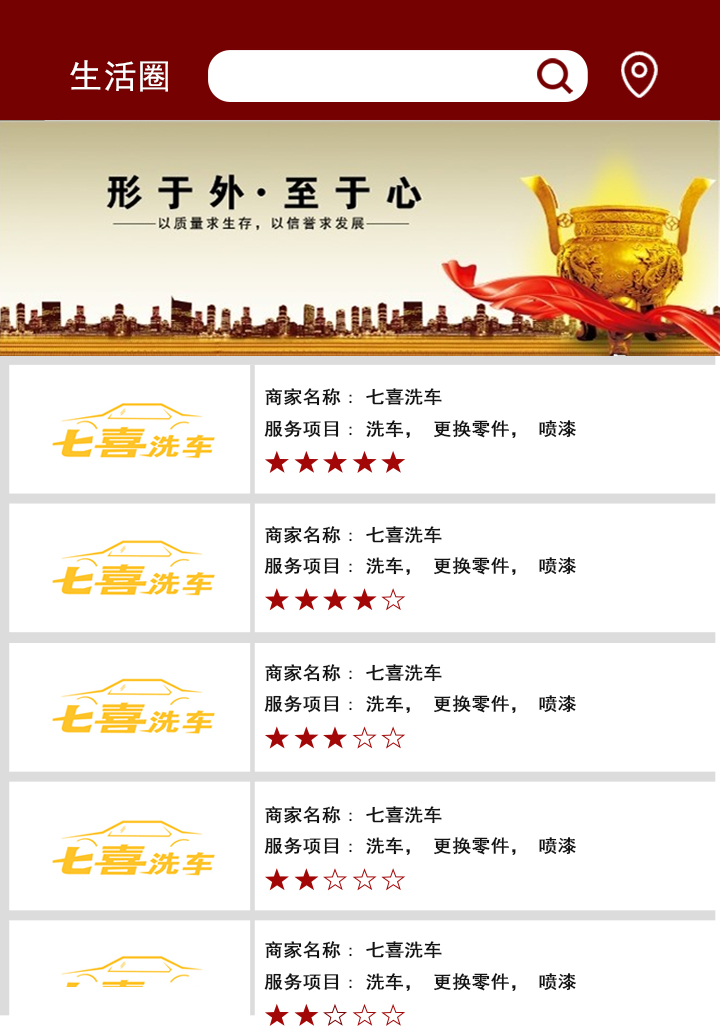 生活圈
形于外·至于心
以质量求生存，以信誉求发展
七喜洗车
商家名称：七喜洗车
服务项目：洗车， 更换零件， 喷漆
七喜洗车
商家名称：七喜洗车
服务项目：洗车， 更换零件， 喷漆
七喜洗车
商家名称：七喜洗车
服务项目：洗车， 更换零件， 喷漆
七喜洗车
商家名称：七喜洗车
服务项目：洗车， 更换零件， 喷漆
商家名称：七喜洗车
服务项目：洗车， 更换零件， 喷漆